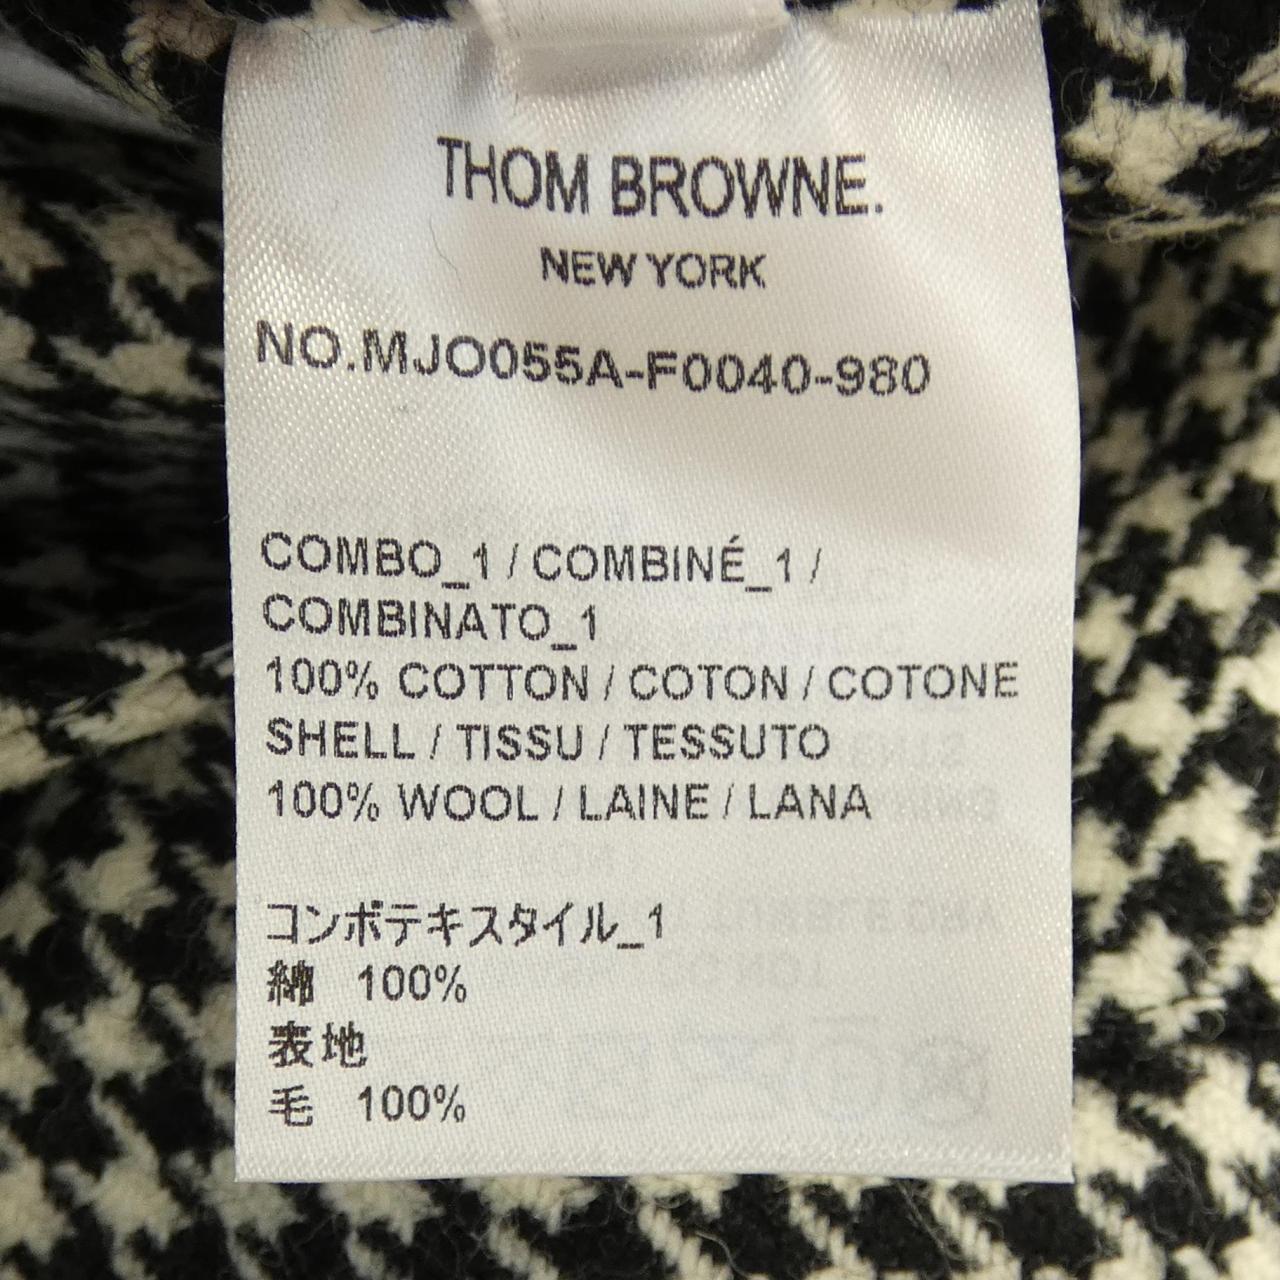 THOM BROWNE.
NEW YORK
NO.MJO055A-F0040-980
COMBO_1 / COMBINÉ_1 /
COMBINATO_1
100% COTTON / COTON / COTONE
SHELL / TISSU / TESSUTO
100% WOOL / LAINE / LANA
コンポテキスタイル_1
綿 100%
表地
毛 100%